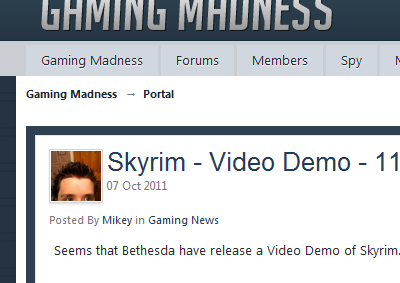 GAMING MADNESS
Gaming Madness Forums Members Spy
Gaming Madness → Portal
Skyrim - Video Demo - 11
07 Oct 2011
Posted By Mikey in Gaming News
Seems that Bethesda have release a Video Demo of Skyrim.